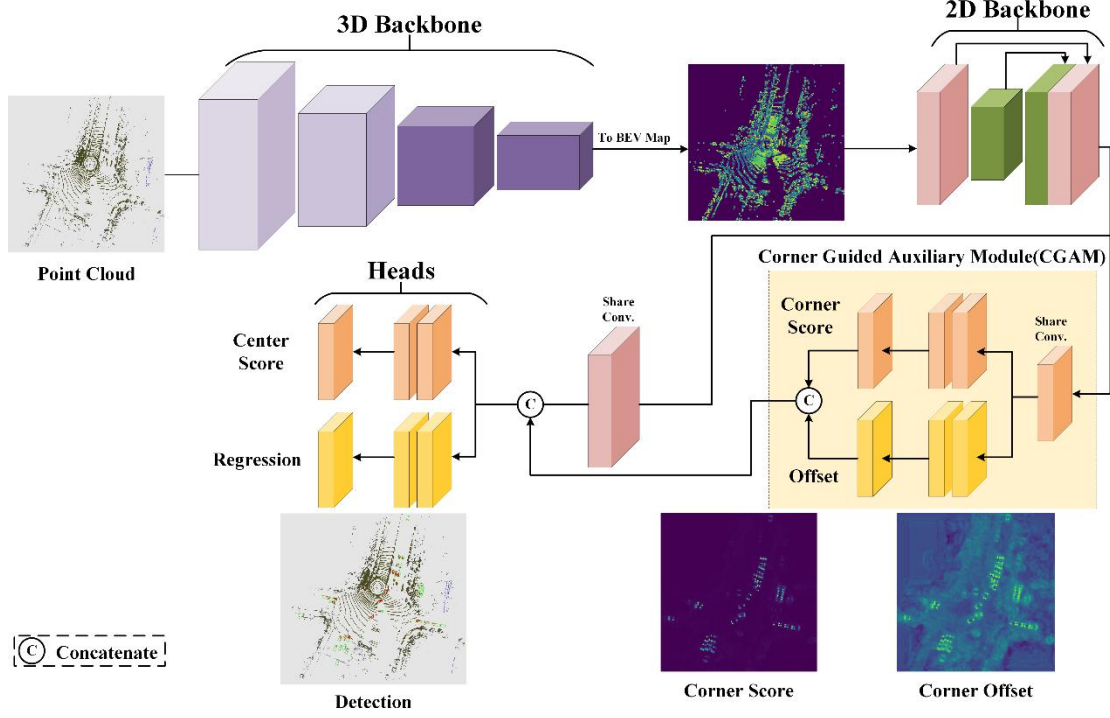 3D Backbone
2D Backbone
To BEV Map
Point Cloud
Corner Guided Auxiliary Module(CGAM)
Heads
Center
Score
Regression
Share
Conv.
C
Corner
Score
Share
Conv.
C
Offset
C Concatenate
Detection
Corner Score
Corner Offset